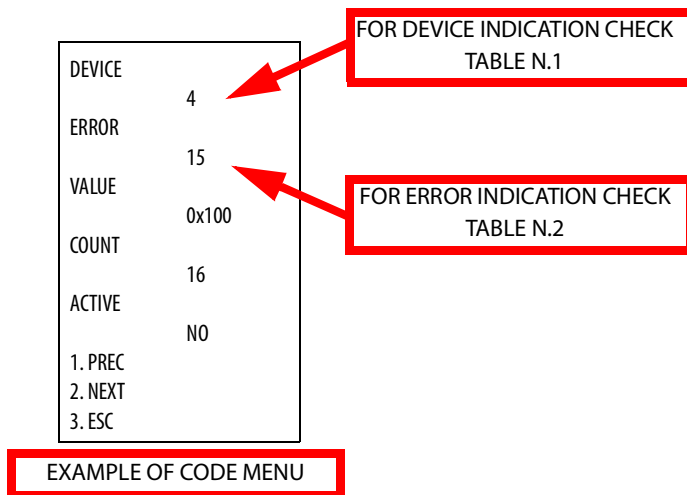 DEVICE
4
ERROR
15
VALUE
0x100
COUNT
16
ACTIVE
NO
1. PREC
2. NEXT
3. ESC
FOR DEVICE INDICATION CHECK
TABLE N.1
FOR ERROR INDICATION CHECK
TABLE N.2
EXAMPLE OF CODE MENU